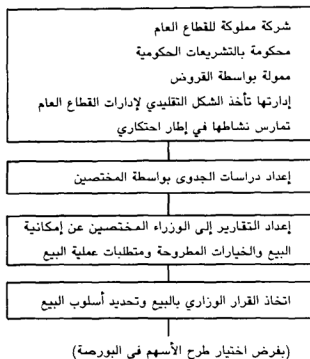 شركة مملوكة للقطاع العام
محكومة بالتشريعات الحكومية
ممولة بواسطة القروض
إدارتها تأخذ الشكل التقليدي لإدارات القطاع العام
تمارس نشاطها في إطار احتكاري
إعداد دراسات الجدوى بواسطة المختصين
إعداد التقارير إلى الوزراء المختصين عن إمكانية
البيع والخيارات المطروحة ومتطلبات عملية البيع
اتخاذ القرار الوزاري بالبيع وتحديد أسلوب البيع
(بفرض اختيار طرح الأسهم في البورصة)